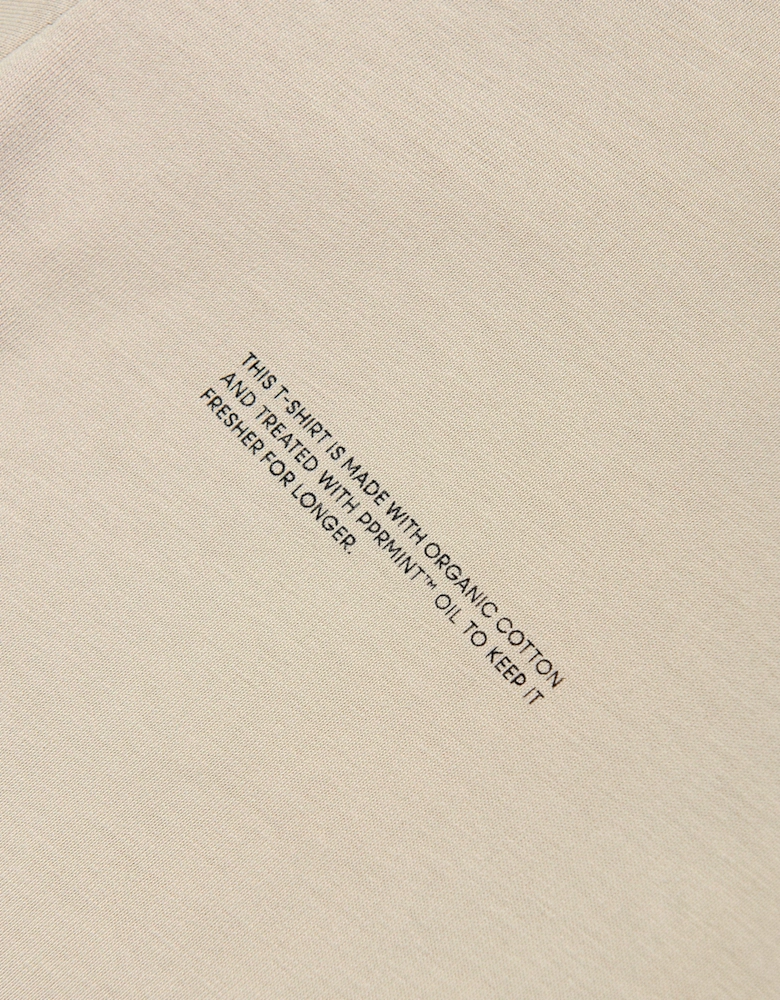 THIS T-SHIRT IS MADE WITH ORGANIC COTTON
AND TREATED WITH PPRMINT™ OIL TO KEEP IT
FRESHER FOR LONGER.